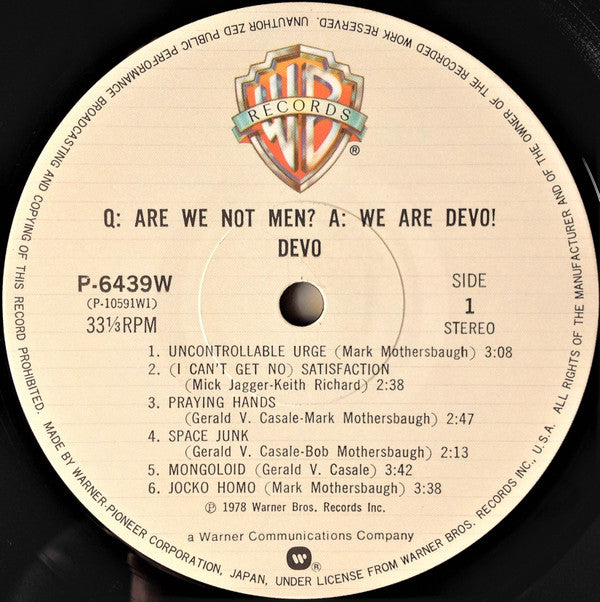 WB
RECORDS
®
Q: ARE WE NOT MEN? A: WE ARE DEVO!
DEVO
P-6439W
(P-10591W1)
33⅓RPM
SIDE
1
STEREO
1. UNCONTROLLABLE URGE (Mark Mothersbaugh) 3:08
2. (I CAN'T GET NO) SATISFACTION
(Mick Jagger-Keith Richard) 2:38
3. PRAYING HANDS
(Gerald V. Casale-Mark Mothersbaugh) 2:47
4. SPACE JUNK
(Gerald V. Casale-Bob Mothersbaugh) 2:13
5. MONGOLOID (Gerald V. Casale) 3:42
6. JOCKO HOMO (Mark Mothersbaugh) 3:38
℗ 1978 Warner Bros. Records Inc.
a Warner Communications Company
W®
ALL RIGHTS OF THE MANUFACTURER AND OF THE OWNER OF THE RECORDED WORK RESERVED. UNAUTHOR ZED PUBLIC PERFORMANCE BROADCASTING AND COPYING OF THIS RECORD PROHIBITED. MADE BY WARNER-PIONEER CORPORATION, JAPAN, UNDER LICENSE FROM WARNER BROS. RECORDS INC., U.S.A.